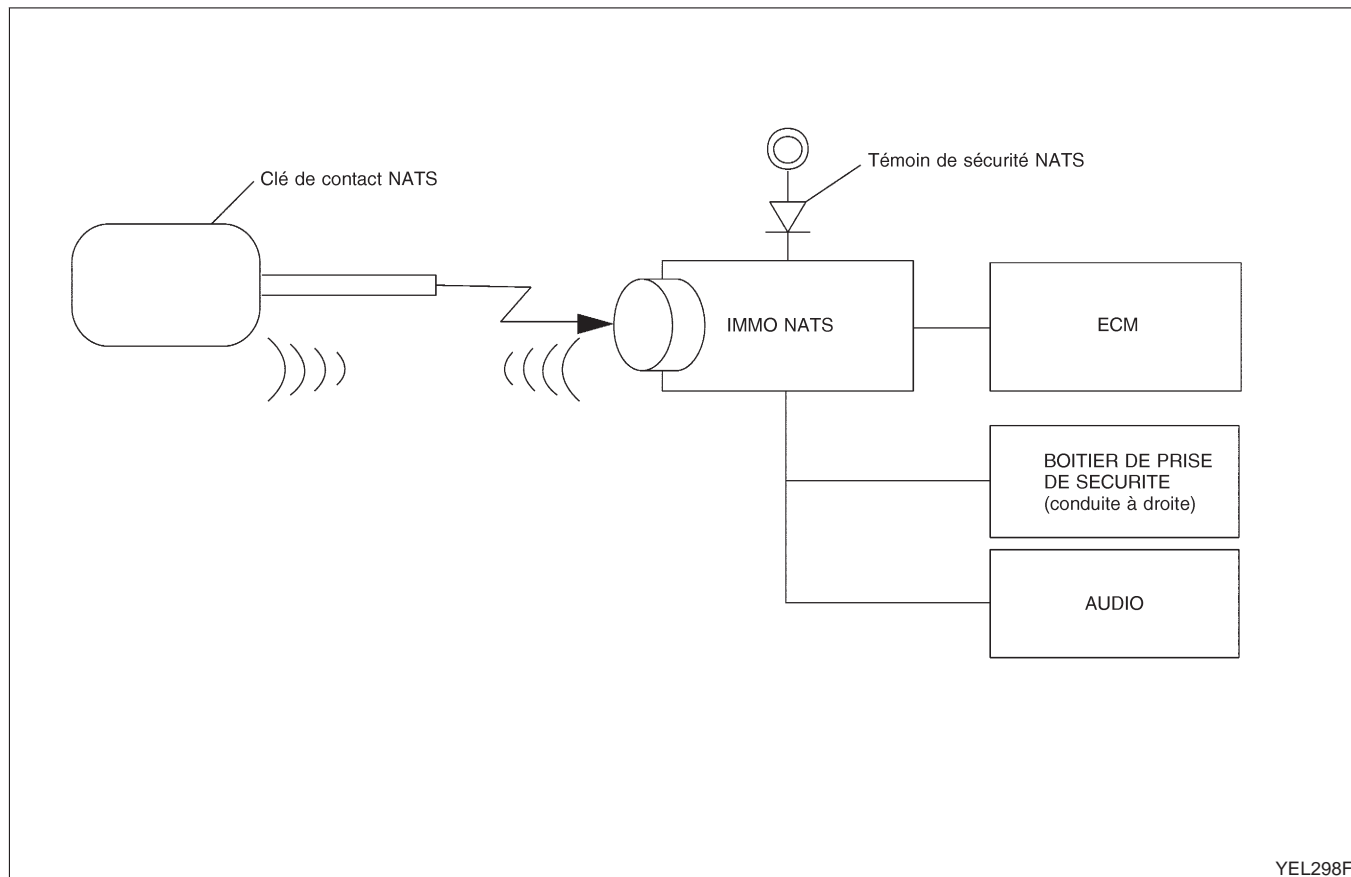 Témoin de sécurité NATS
Clé de contact NATS
IMMO NATS
ECM
BOITIER DE PRISE
DE SECURITE
(conduite à droite)
AUDIO
YEL298F